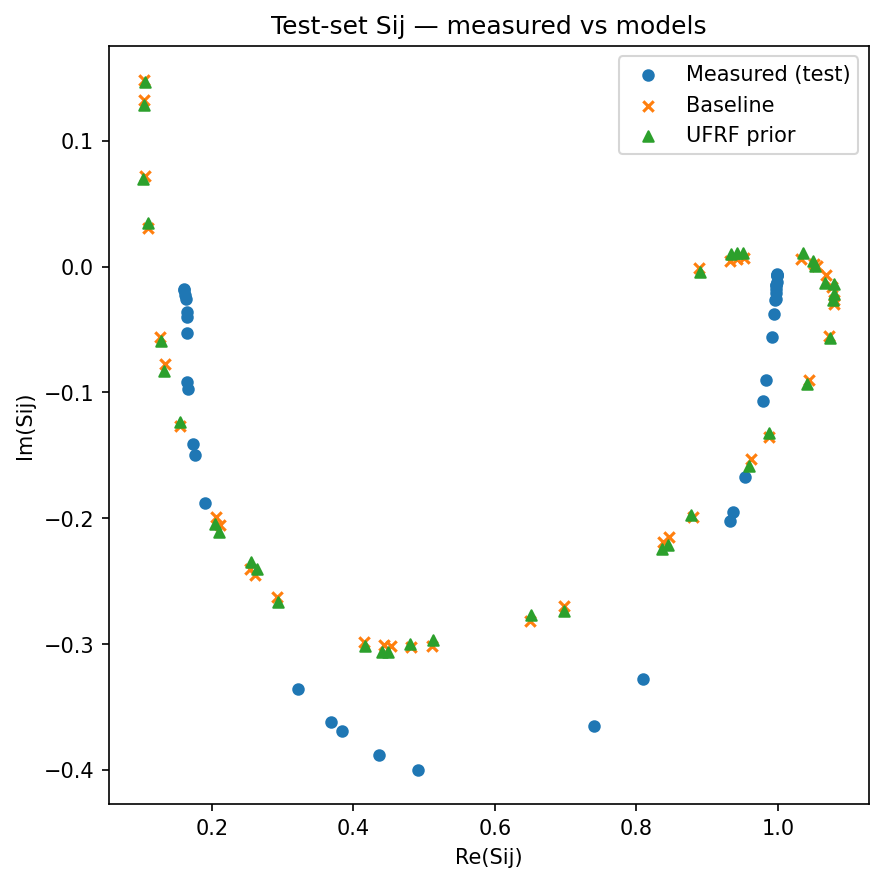 Test-set Sij — measured vs models
Measured (test)
Baseline
UFRF prior
0.1
0.0
−0.1
−0.2
−0.3
−0.4
Im(Sij)
0.2
0.4
0.6
0.8
1.0
Re(Sij)